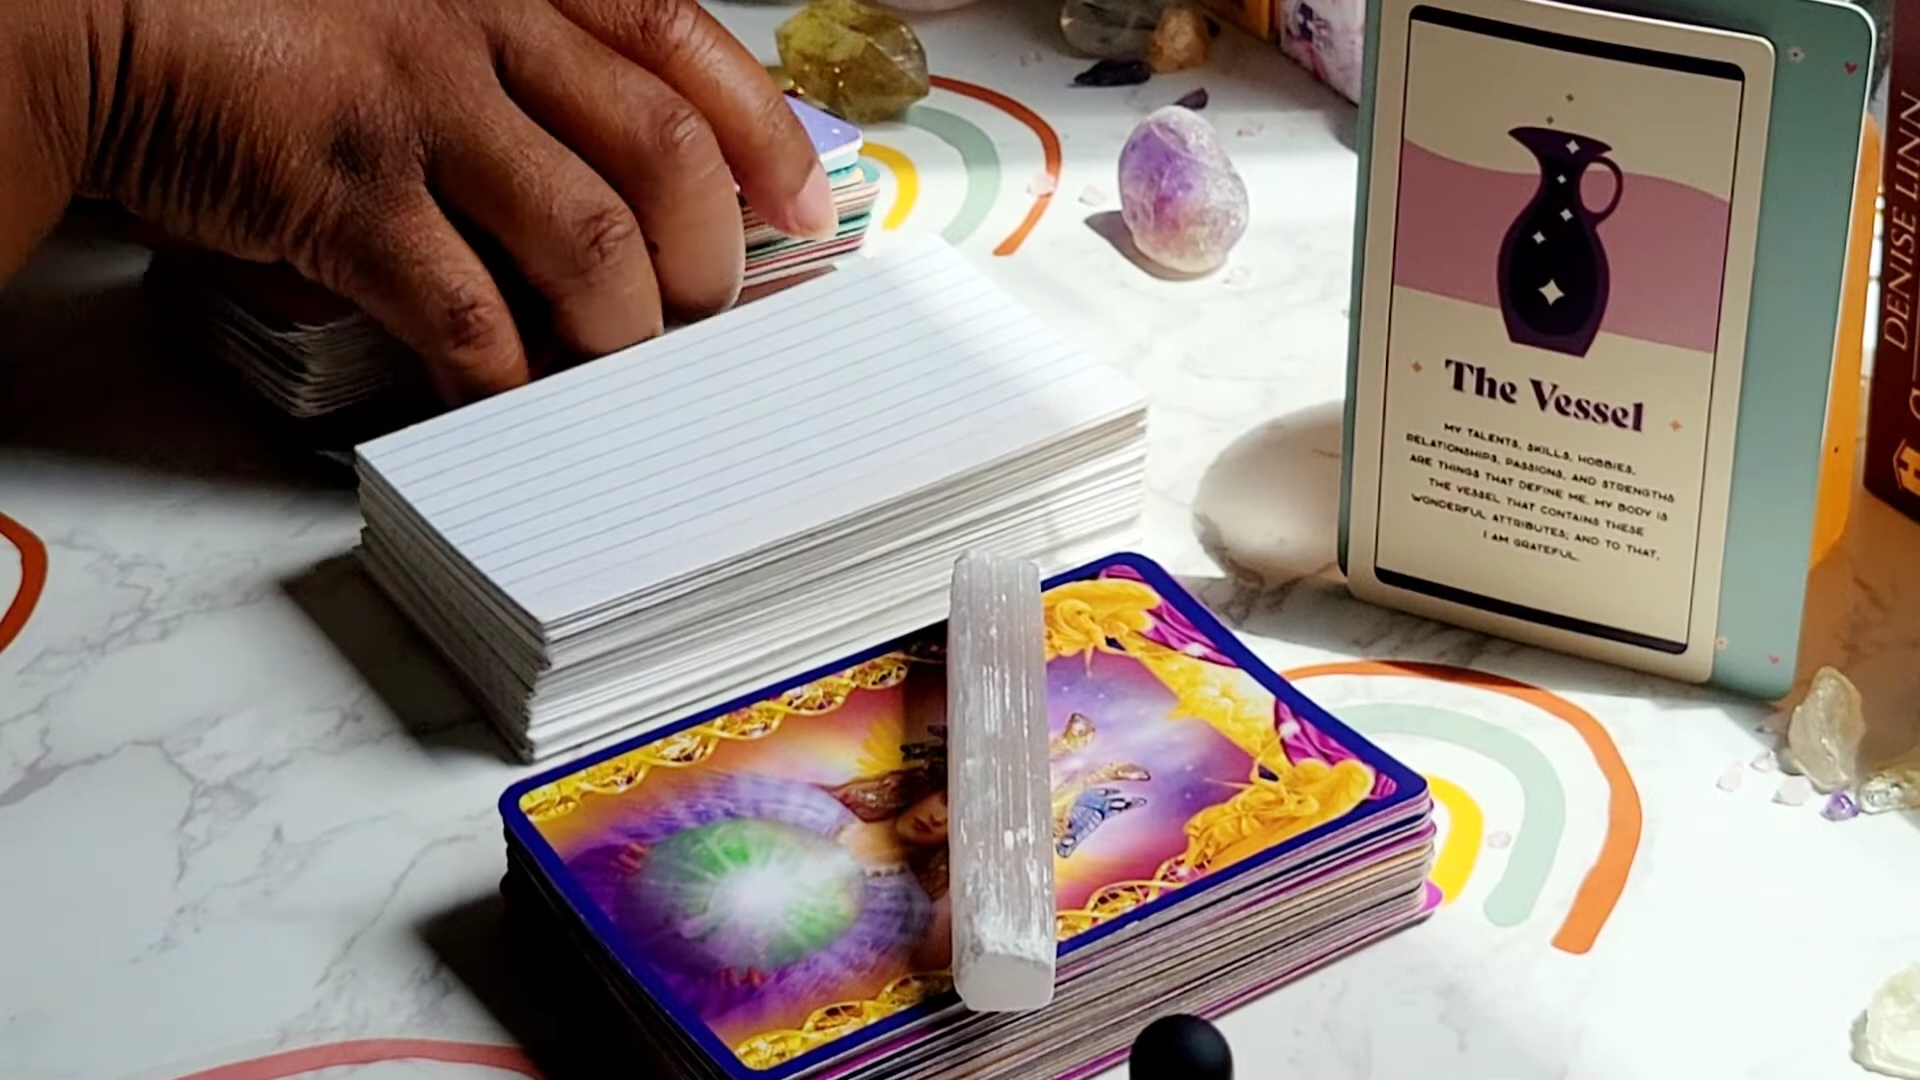 The Vessel
MY TALENTS, SKILLS, HOBBIES,
RELATIONSHIPS, PASSIONS, AND STRENGTHS
ARE THINGS THAT DEFINE ME. MY BODY IS
THE VESSEL THAT CONTAINS THESE
WONDERFUL ATTRIBUTES; AND TO THAT,
I AM GRATEFUL.
DENISE LINN